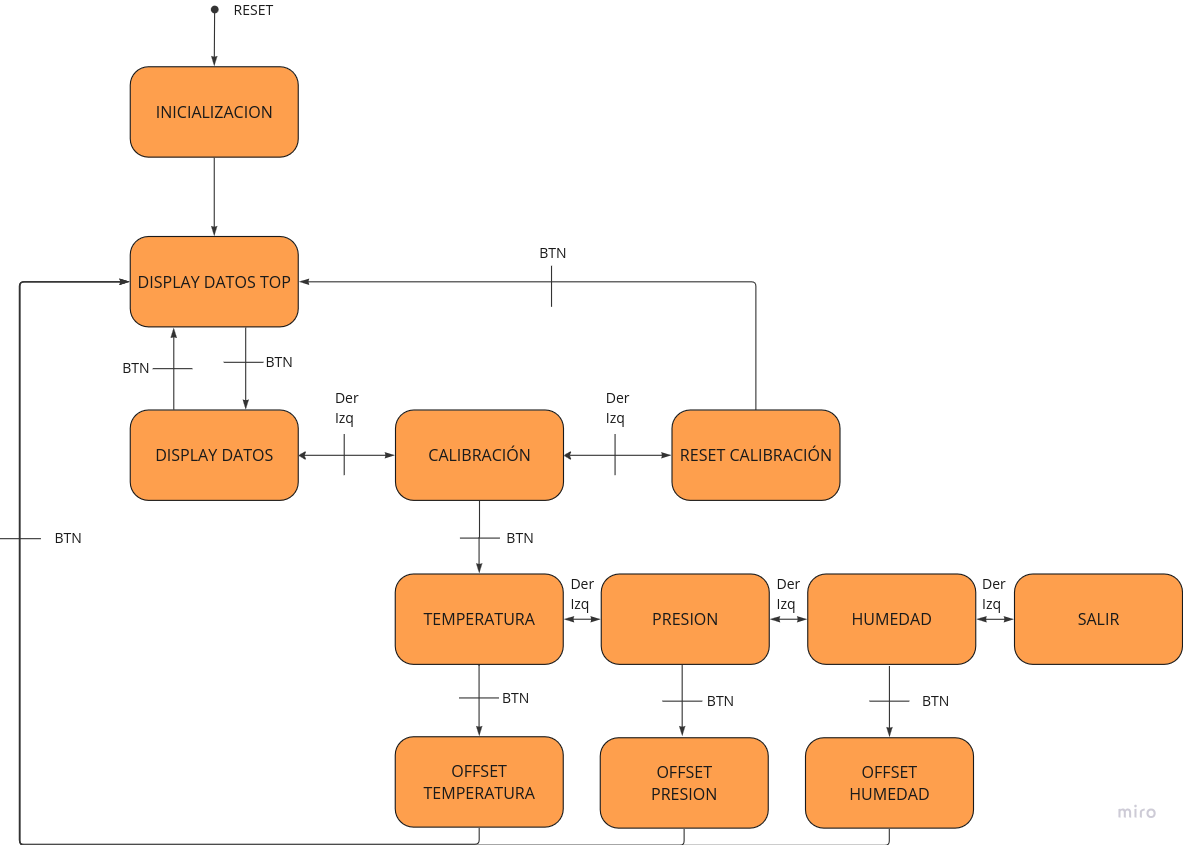 RESET
INICIALIZACION
BTN
DISPLAY DATOS TOP
BTN
BTN
Der
Izq
Der
Izq
DISPLAY DATOS
CALIBRACIÓN
RESET CALIBRACIÓN
BTN
BTN
Der
Izq
Der
Izq
Der
Izq
TEMPERATURA
PRESION
HUMEDAD
SALIR
BTN
BTN
BTN
OFFSET
TEMPERATURA
OFFSET
PRESION
OFFSET
HUMEDAD
miro